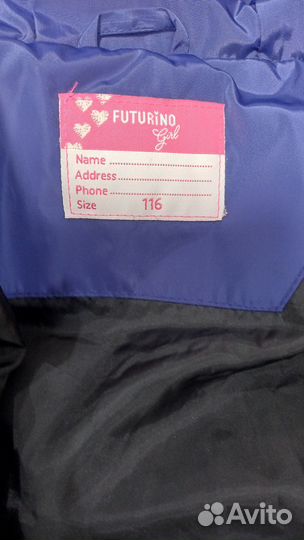 FUTURINO
Girl
Name
Address
Phone
Size 116
Avito